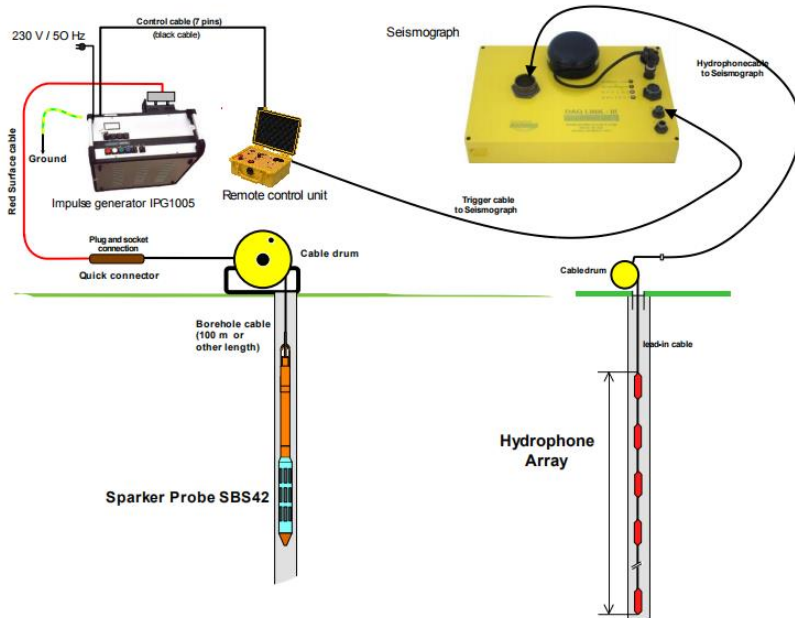 Control cable (7 pins)
(black cable)
230 V / 5O Hz
Seismograph
Hydrophonecable
to Seismograph
Red Surface cable
Ground
Impulse generator IPG1005
Remote control unit
Trigger cable
to Seismograph
Plug and socket
connection
Quick connector
Cable drum
Cabledrum
Borehole cable
(100 m or
other length)
lead-in cable
Hydrophone
Array
Sparker Probe SBS42